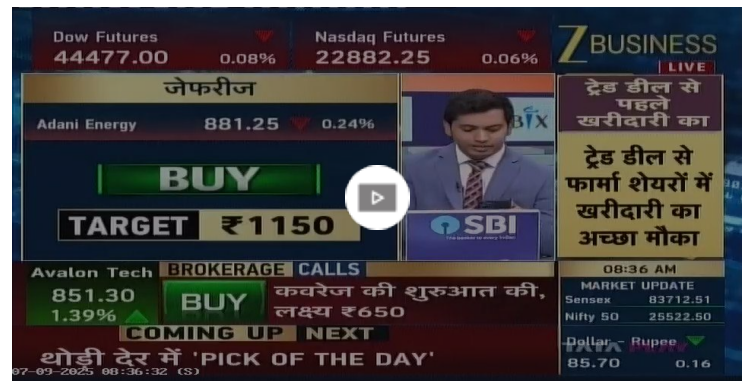 Dow Futures
44477.00 0.08%
Nasdaq Futures
22882.25 0.06%
Z BUSINESS
LIVE
जेफरीज
Adani Energy 881.25 0.24%
BUY
TARGET ₹1150
SBI
ट्रेड डील से
पहले
खरीदारी का
ट्रेड डील से
फार्मा शेयरों में
खरीदारी का
अच्छा मौका
Avalon Tech
851.30
1.39%
BROKERAGE CALLS
BUY
कवरेज की शुरुआत की,
लक्ष्य ₹650
COMING UP NEXT
थोड़ी देर में 'PICK OF THE DAY'
07-09-2025 08:36:32 (S)
08:36 AM
MARKET UPDATE
Sensex 83712.51
Nifty 50 25522.50
Dollar - Rupee
85.70 0.16